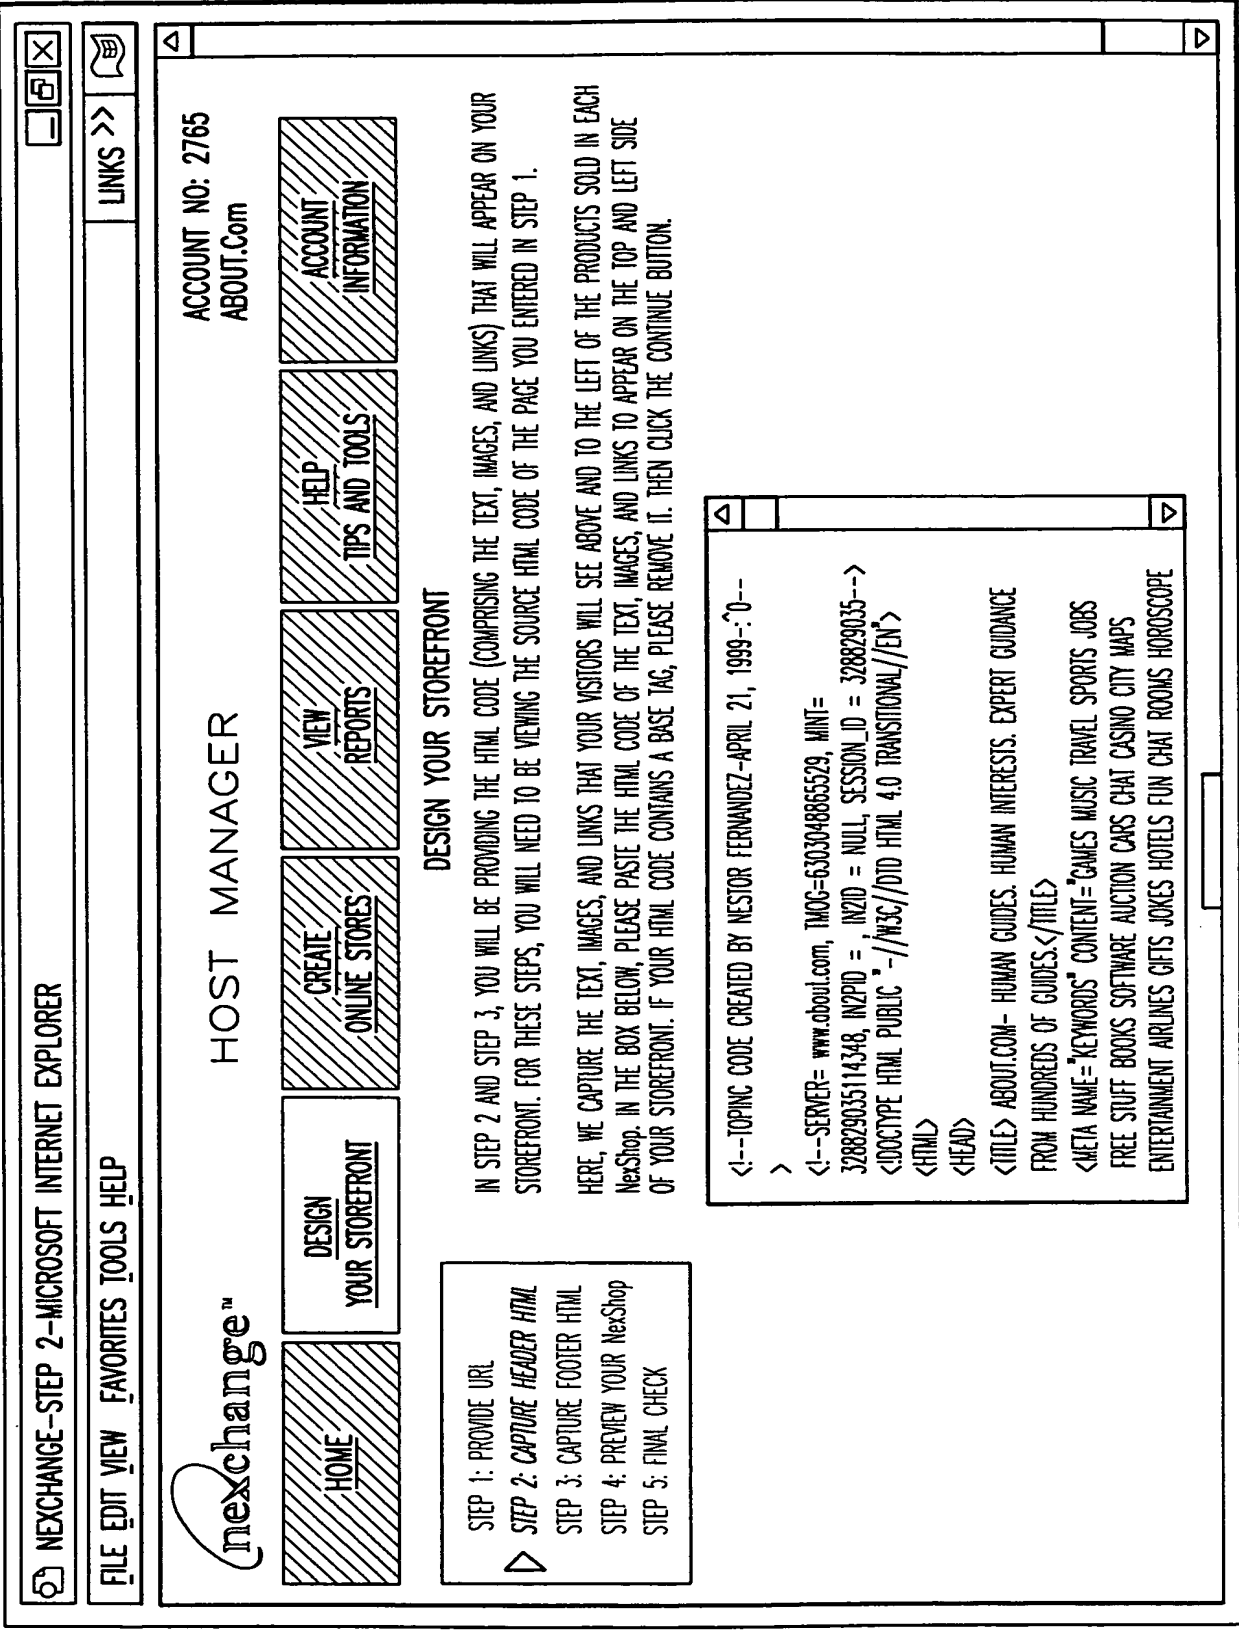 NEXCHANGE-STEP 2-MICROSOFT INTERNET EXPLORER
FILE EDIT VIEW FAVORITES TOOLS HELP
LINKS >>
nexchange™
HOST MANAGER
ACCOUNT NO: 2765
ABOUT.Com
HOME
DESIGN
YOUR STOREFRONT
CREATE
ONLINE STORES
VIEW
REPORTS
HELP
TIPS AND TOOLS
ACCOUNT
INFORMATION
STEP 1: PROVIDE URL
STEP 2: CAPTURE HEADER HTML
STEP 3: CAPTURE FOOTER HTML
STEP 4: PREVIEW YOUR NexShop
STEP 5: FINAL CHECK
DESIGN YOUR STOREFRONT
IN STEP 2 AND STEP 3, YOU WILL BE PROVIDING THE HTML CODE (COMPRISING THE TEXT, IMAGES, AND LINKS) THAT WILL APPEAR ON YOUR
STOREFRONT. FOR THESE STEPS, YOU WILL NEED TO BE VIEWING THE SOURCE HTML CODE OF THE PAGE YOU ENTERED IN STEP 1.
HERE, WE CAPTURE THE TEXT, IMAGES, AND LINKS THAT YOUR VISITORS WILL SEE ABOVE AND TO THE LEFT OF THE PRODUCTS SOLD IN EACH
NexShop. IN THE BOX BELOW, PLEASE PASTE THE HTML CODE OF THE TEXT, IMAGES, AND LINKS TO APPEAR ON THE TOP AND LEFT SIDE
OF YOUR STOREFRONT. IF YOUR HTML CODE CONTAINS A BASE TAG, PLEASE REMOVE IT. THEN CLICK THE CONTINUE BUTTON.
<!--TOPINC CODE CREATED BY NESTOR FERNANDEZ-APRIL 21, 1999-:^0--
>
<!--SERVER= www.about.com, TMOG=630304886529, MINT=
32882903511434B, IN2PID = , IN2ID = NULL, SESSION_ID = 328829035-->
<!DOCTYPE HTML PUBLIC "-//W3C//DTD HTML 4.0 TRANSITIONAL//EN">
<HTML>
<HEAD>
<TITLE> ABOUT.COM- HUMAN GUIDES. HUMAN INTERESTS. EXPERT GUIDANCE
FROM HUNDREDS OF GUIDES.</TITLE>
<META NAME="KEYWORDS" CONTENT="GAMES MUSIC TRAVEL SPORTS JOBS
FREE STUFF BOOKS SOFTWARE AUCTION CARS CHAT CASINO CITY MAPS
ENTERTAINMENT AIRLINES GIFTS JOKES HOTELS FUN CHAT ROOMS HOROSCOPE